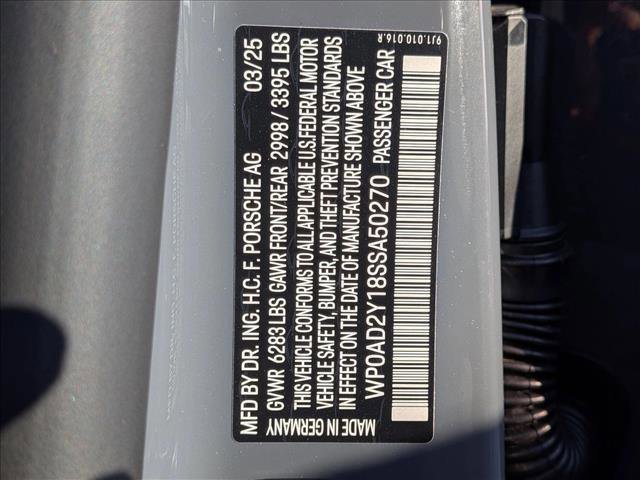 MFD BY DR. ING. H.C. F. PORSCHE AG 03/25
GVWR 6283 LBS GAWR FRONT/REAR 2998 / 3395 LBS
THIS VEHICLE CONFORMS TO ALL APPLICABLE U.S. FEDERAL MOTOR
VEHICLE SAFETY, BUMPER, AND THEFT PREVENTION STANDARDS
IN EFFECT ON THE DATE OF MANUFACTURE SHOWN ABOVE
WP0AD2Y18SSA50270 PASSENGER CAR
MADE IN GERMANY 9J1.010.016.R